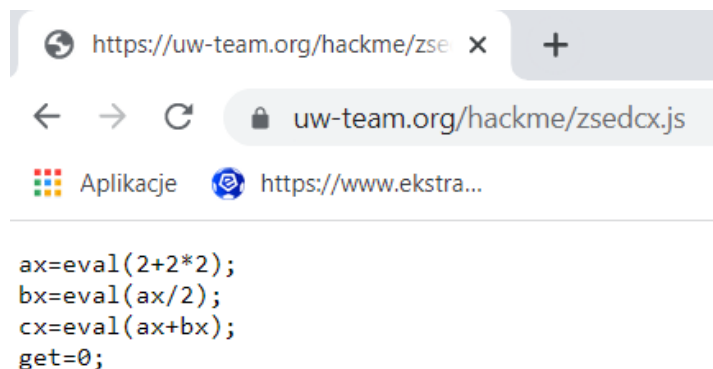 https://uw-team.org/hackme/zse
uw-team.org/hackme/zsedcx.js
Aplikacje https://www.ekstra...
ax=eval(2+2*2);
bx=eval(ax/2);
cx=eval(ax+bx);
get=0;